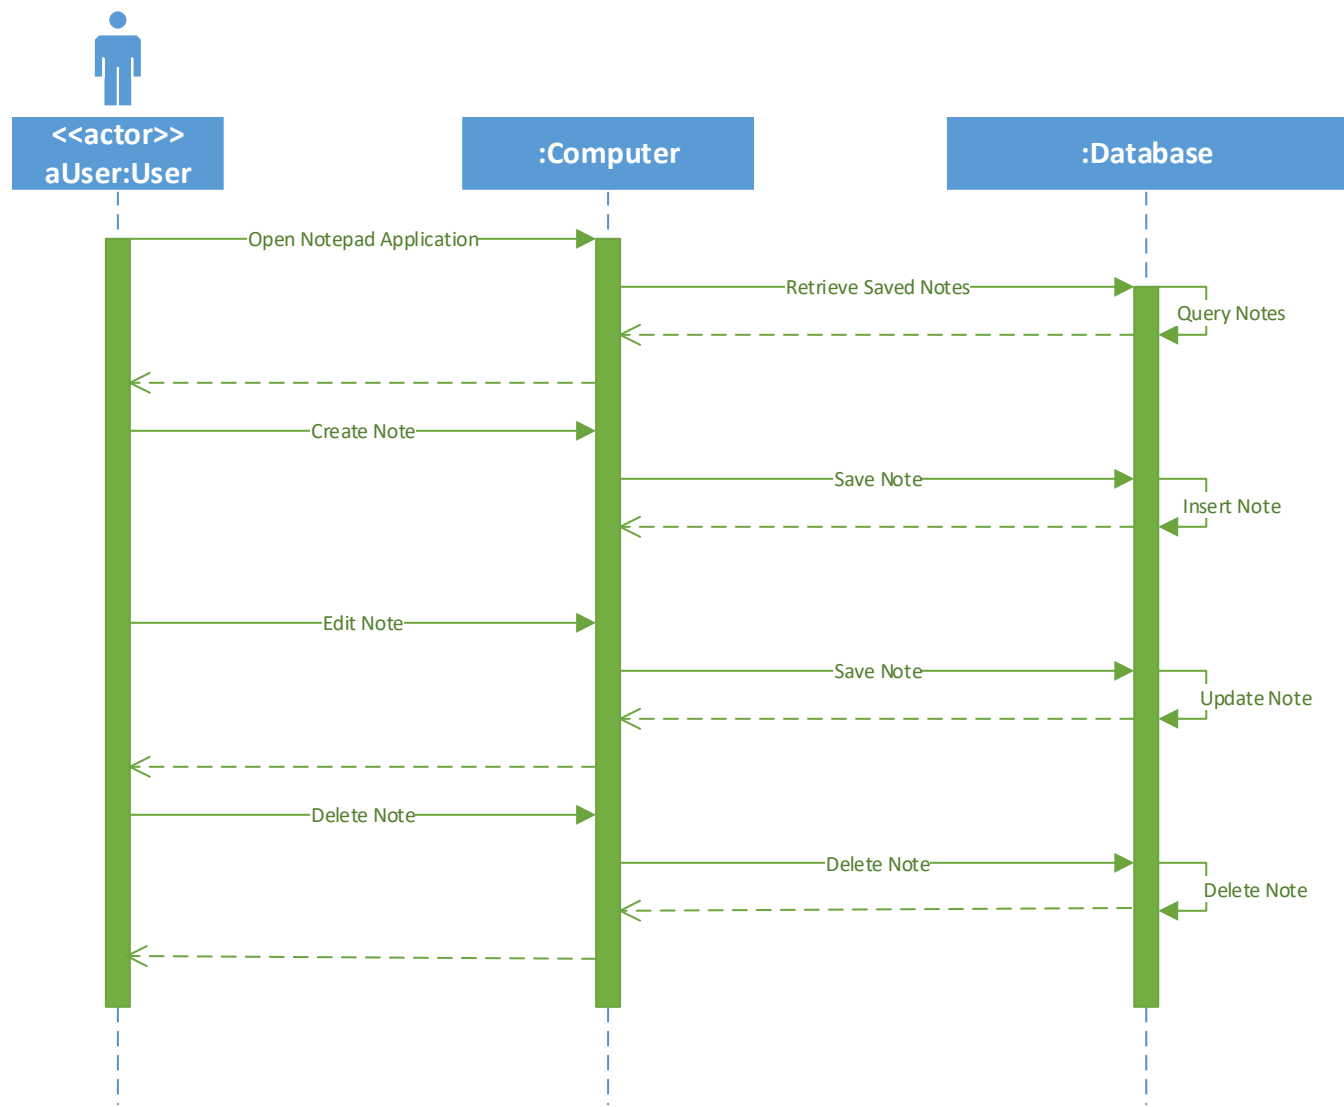 <<actor>>
aUser:User
:Computer
:Database
Open Notepad Application
Retrieve Saved Notes
Query Notes
Create Note
Save Note
Insert Note
Edit Note
Save Note
Update Note
Delete Note
Delete Note
Delete Note